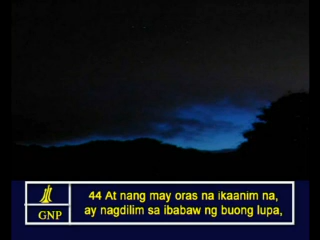 44 At nang may oras na ikaanim na,
ay nagdilim sa ibabaw ng buong lupa,
GNP